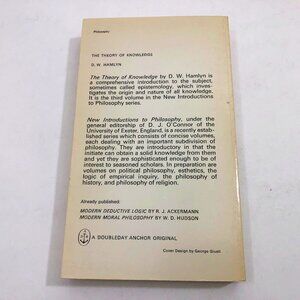 Philosophy
THE THEORY OF KNOWLEDGE
D. W. HAMLYN
The Theory of Knowledge by D. W. Hamlyn is
a comprehensive introduction to the subject,
sometimes called epistemology, which inves-
tigates the origin and nature of all knowledge.
It is the third volume in the New Introductions
to Philosophy series.
New Introductions to Philosophy, under the
general editorship of D. J. O'Connor of
the University of Exeter, England, is a recently estab-
lished series which consists of concise volumes,
each dealing with an important subdivision of
philosophy. They are introductory in that the
initiate can obtain a solid knowledge from them
and yet they are sophisticated enough to be of
interest to seasoned scholars. In preparation are
volumes on political philosophy, esthetics, the
logic of empirical inquiry, the philosophy of
history, and philosophy of religion.
Already published:
MODERN DEDUCTIVE LOGIC by R. J. ACKERMANN
MODERN MORAL PHILOSOPHY by W. D. HUDSON
A DOUBLEDAY ANCHOR ORIGINAL
Cover Design by George Giusti